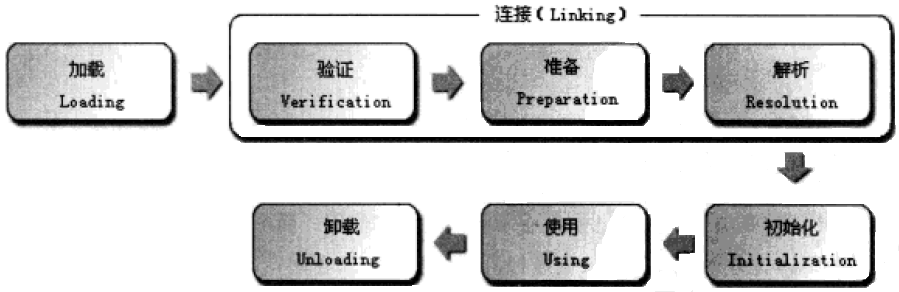 连接(Linking)
加载
Loading
验证
Verification
准备
Preparation
解析
Resolution
初始化
Initialization
使用
Using
卸载
Unloading